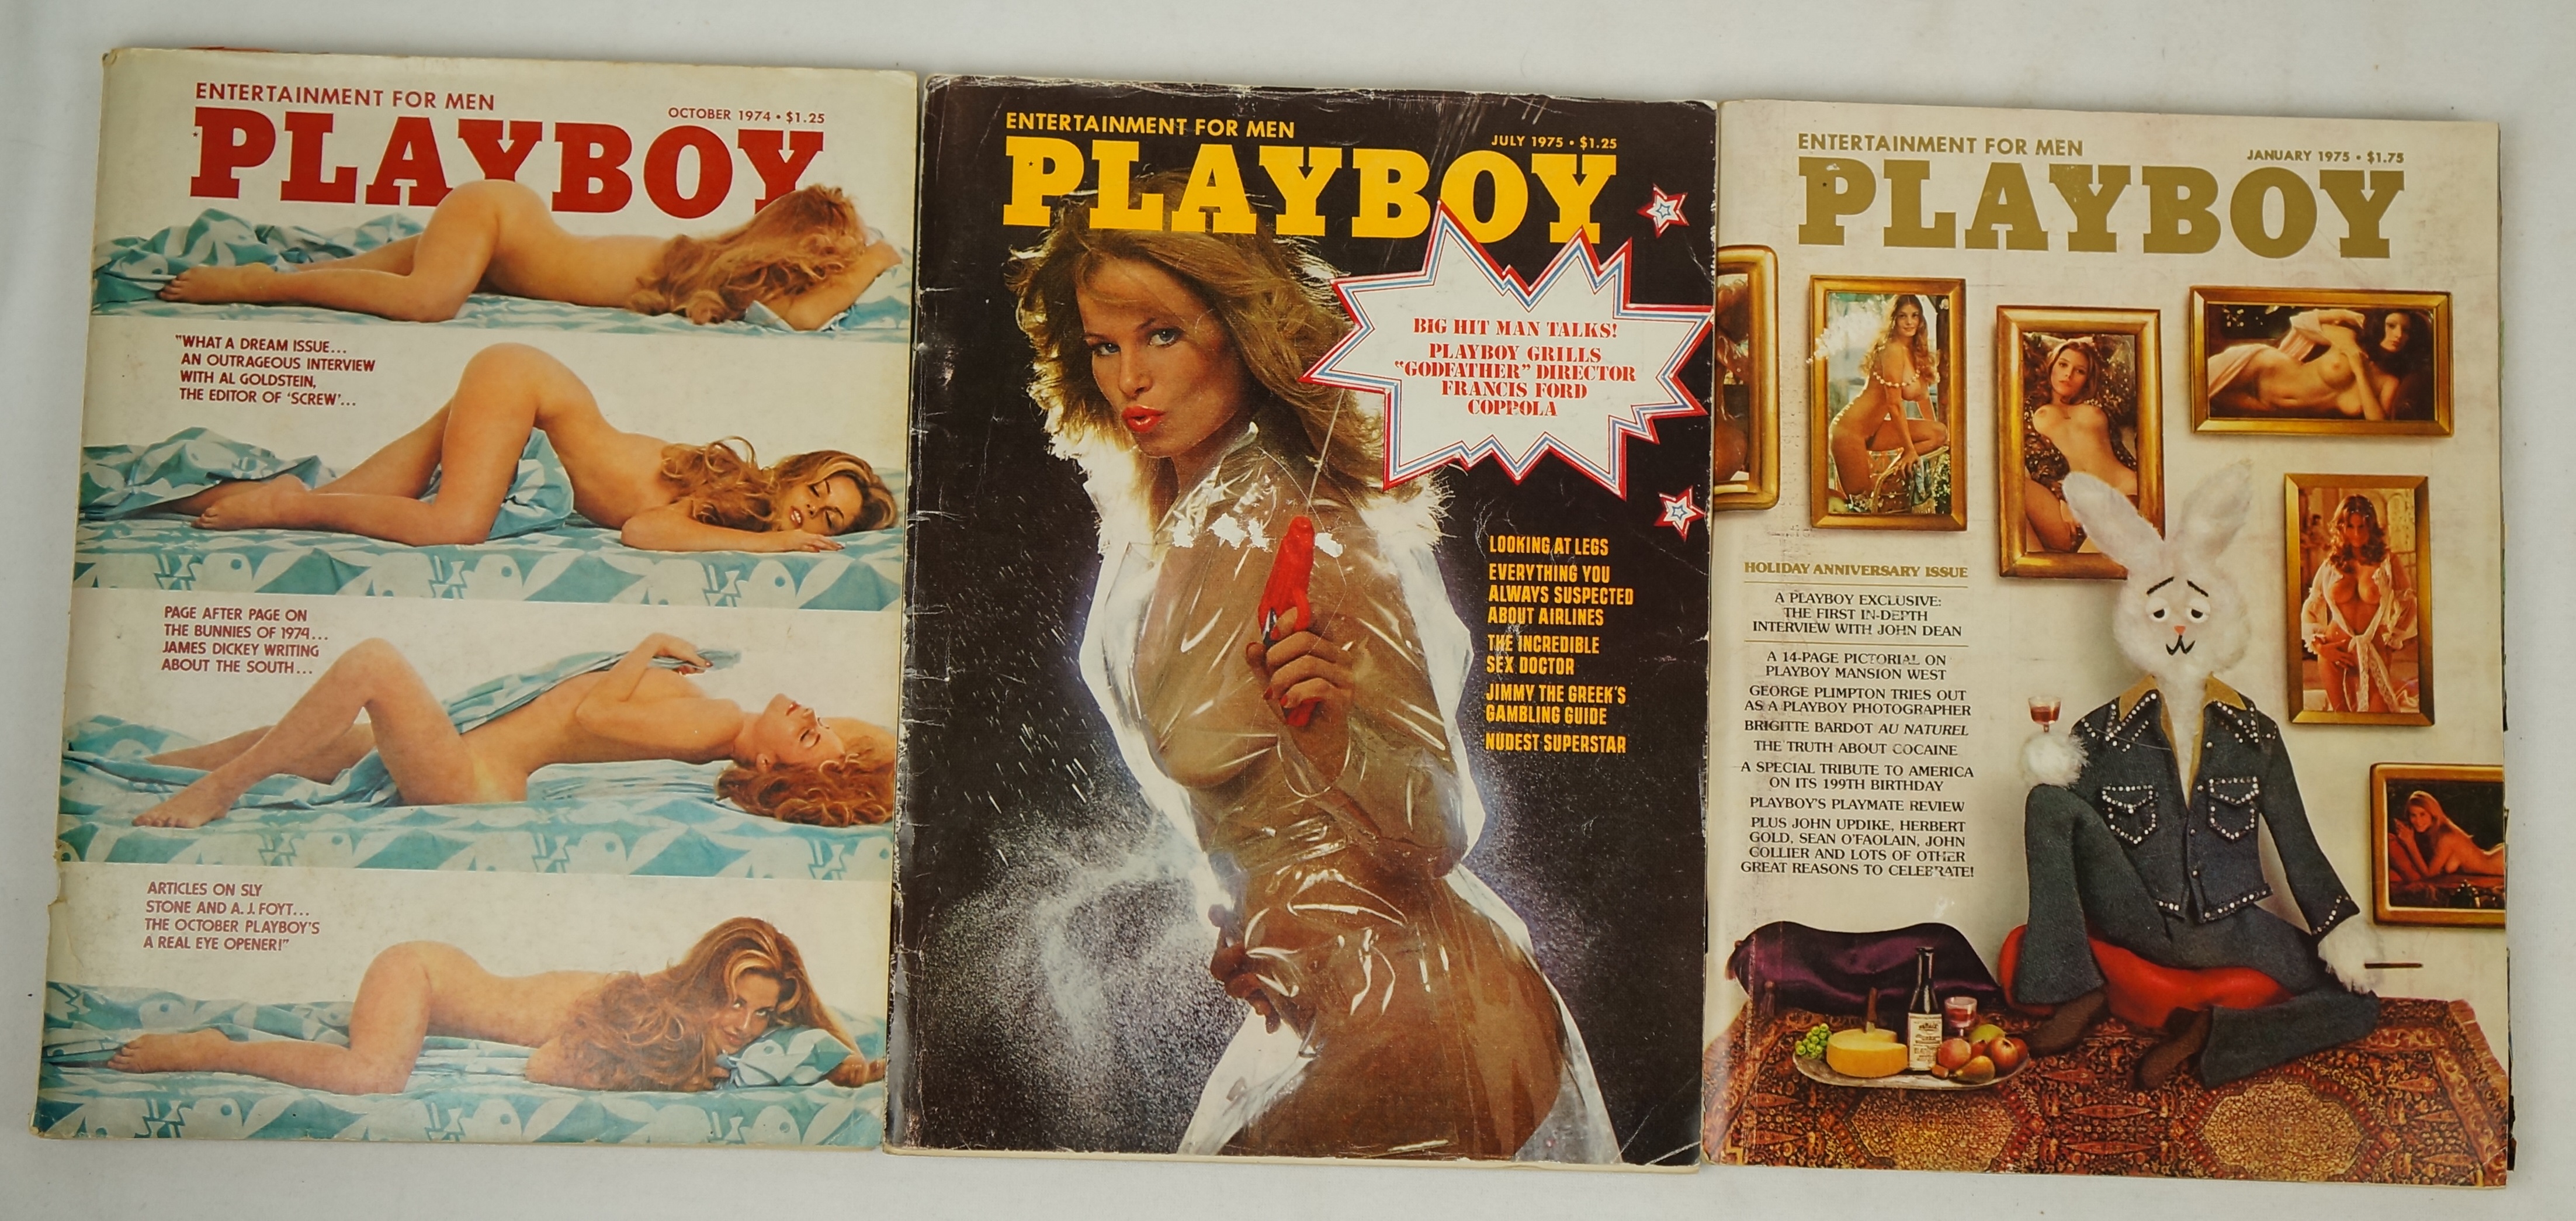 ENTERTAINMENT FOR MEN
OCTOBER 1974 • $1.25
PLAYBOY
"WHAT A DREAM ISSUE...
AN OUTRAGEOUS INTERVIEW
WITH AL GOLDSTEIN,
THE EDITOR OF 'SCREW'...
PAGE AFTER PAGE ON
THE BUNNIES OF 1974...
JAMES DICKEY WRITING
ABOUT THE SOUTH...
ARTICLES ON SLY
STONE AND A.J. FOYT...
THE OCTOBER PLAYBOY'S
A REAL EYE OPENER!"
ENTERTAINMENT FOR MEN
JULY 1975 • $1.25
PLAYBOY
BIG HIT MAN TALKS!
PLAYBOY GRILLS
"GODFATHER" DIRECTOR
FRANCIS FORD
COPPOLA
LOOKING AT LEGS
EVERYTHING YOU
ALWAYS SUSPECTED
ABOUT AIRLINES
THE INCREDIBLE
SEX DOCTOR
JIMMY THE GREEK'S
GAMBLING GUIDE
NUDEST SUPERSTAR
ENTERTAINMENT FOR MEN
JANUARY 1975 • $1.75
PLAYBOY
HOLIDAY ANNIVERSARY ISSUE
A PLAYBOY EXCLUSIVE:
THE FIRST IN-DEPTH
INTERVIEW WITH JOHN DEAN
A 14-PAGE PICTORIAL ON
PLAYBOY MANSION WEST
GEORGE PLIMPTON TRIES OUT
AS A PLAYBOY PHOTOGRAPHER
BRIGITTE BARDOT AU NATUREL
THE TRUTH ABOUT COCAINE
A SPECIAL TRIBUTE TO AMERICA
ON ITS 199TH BIRTHDAY
PLAYBOY'S PLAYMATE REVIEW
PLUS JOHN UPDIKE, HERBERT
GOLD, SEAN O'FAOLAIN, JOHN
COLLIER AND LOTS OF OTHER
GREAT REASONS TO CELEBRATE!